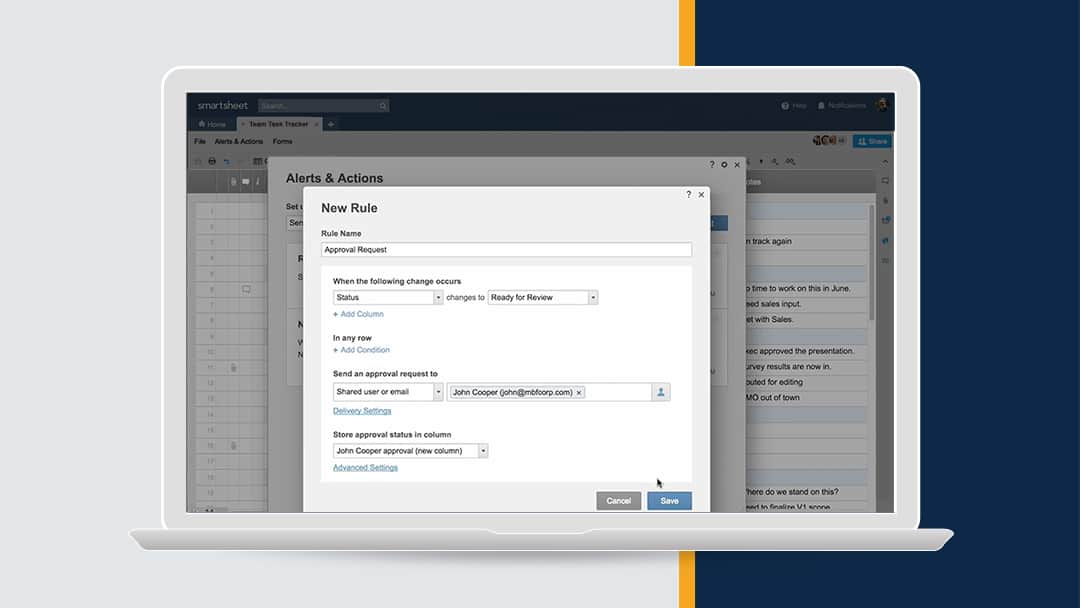 smartsheet
Search...
Help
Notifications
Home
Team Task Tracker
File Alerts & Actions Forms
Share
Alerts & Actions
New Rule
Rule Name
Approval Request
When the following change occurs
Status changes to Ready for Review
+ Add Column
In any row
+ Add Condition
Send an approval request to
Shared user or email John Cooper (john@mbfcorp.com)
Delivery Settings
Store approval status in column
John Cooper approval (new column)
Advanced Settings
Cancel Save
n track again
time to work on this in June.
eed sales input.
et with Sales.
approved the presentation.
urvey results are now in.
outed for editing
MO out of town
here do we stand on this?
eed to finalize V1 scope